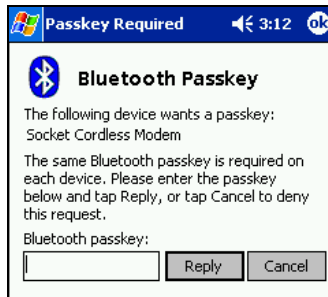 Passkey Required 3:12 ok
Bluetooth Passkey
The following device wants a passkey:
Socket Cordless Modem
The same Bluetooth passkey is required on
each device. Please enter the passkey
below and tap Reply, or tap Cancel to deny
this request.
Bluetooth passkey:
Reply Cancel